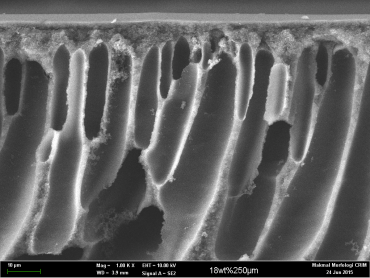 10 µm
Mag = 1.00 K X EHT = 10.00 kV
Makmal Morfologi CRIM
WD = 3.9 mm Signal A = SE2
18wt%250µm
24 Jun 2015